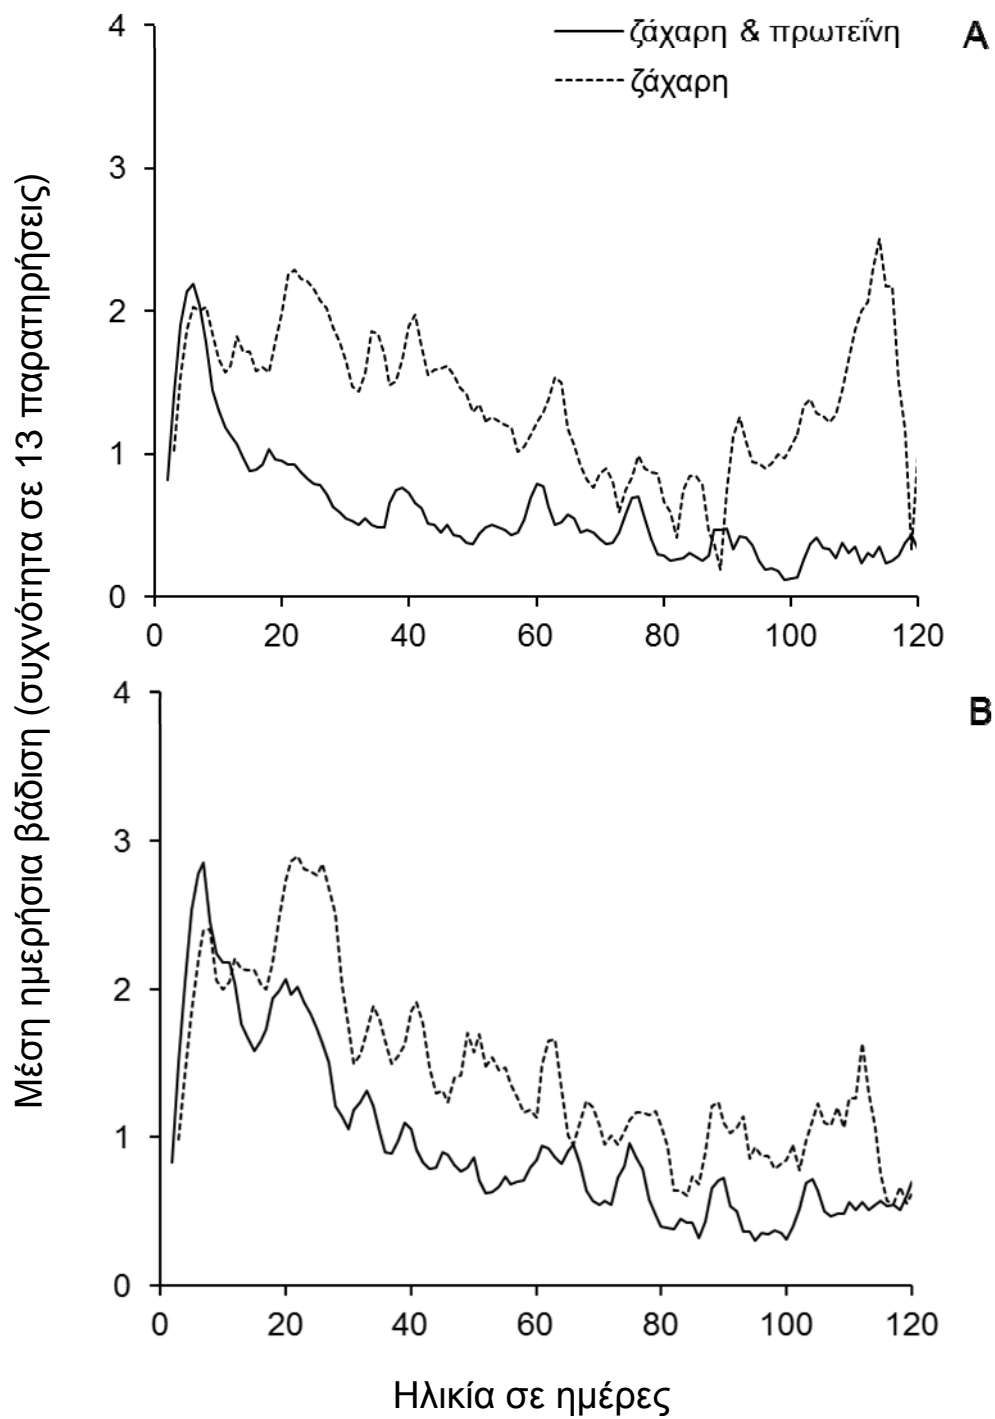 Μέση ημερήσια βάδιση (συχνότητα σε 13 παρατηρήσεις)
ζάχαρη & πρωτεΐνη
ζάχαρη
A
4
3
2
1
0
0 20 40 60 80 100 120
B
4
3
2
1
0
0 20 40 60 80 100 120
Ηλικία σε ημέρες